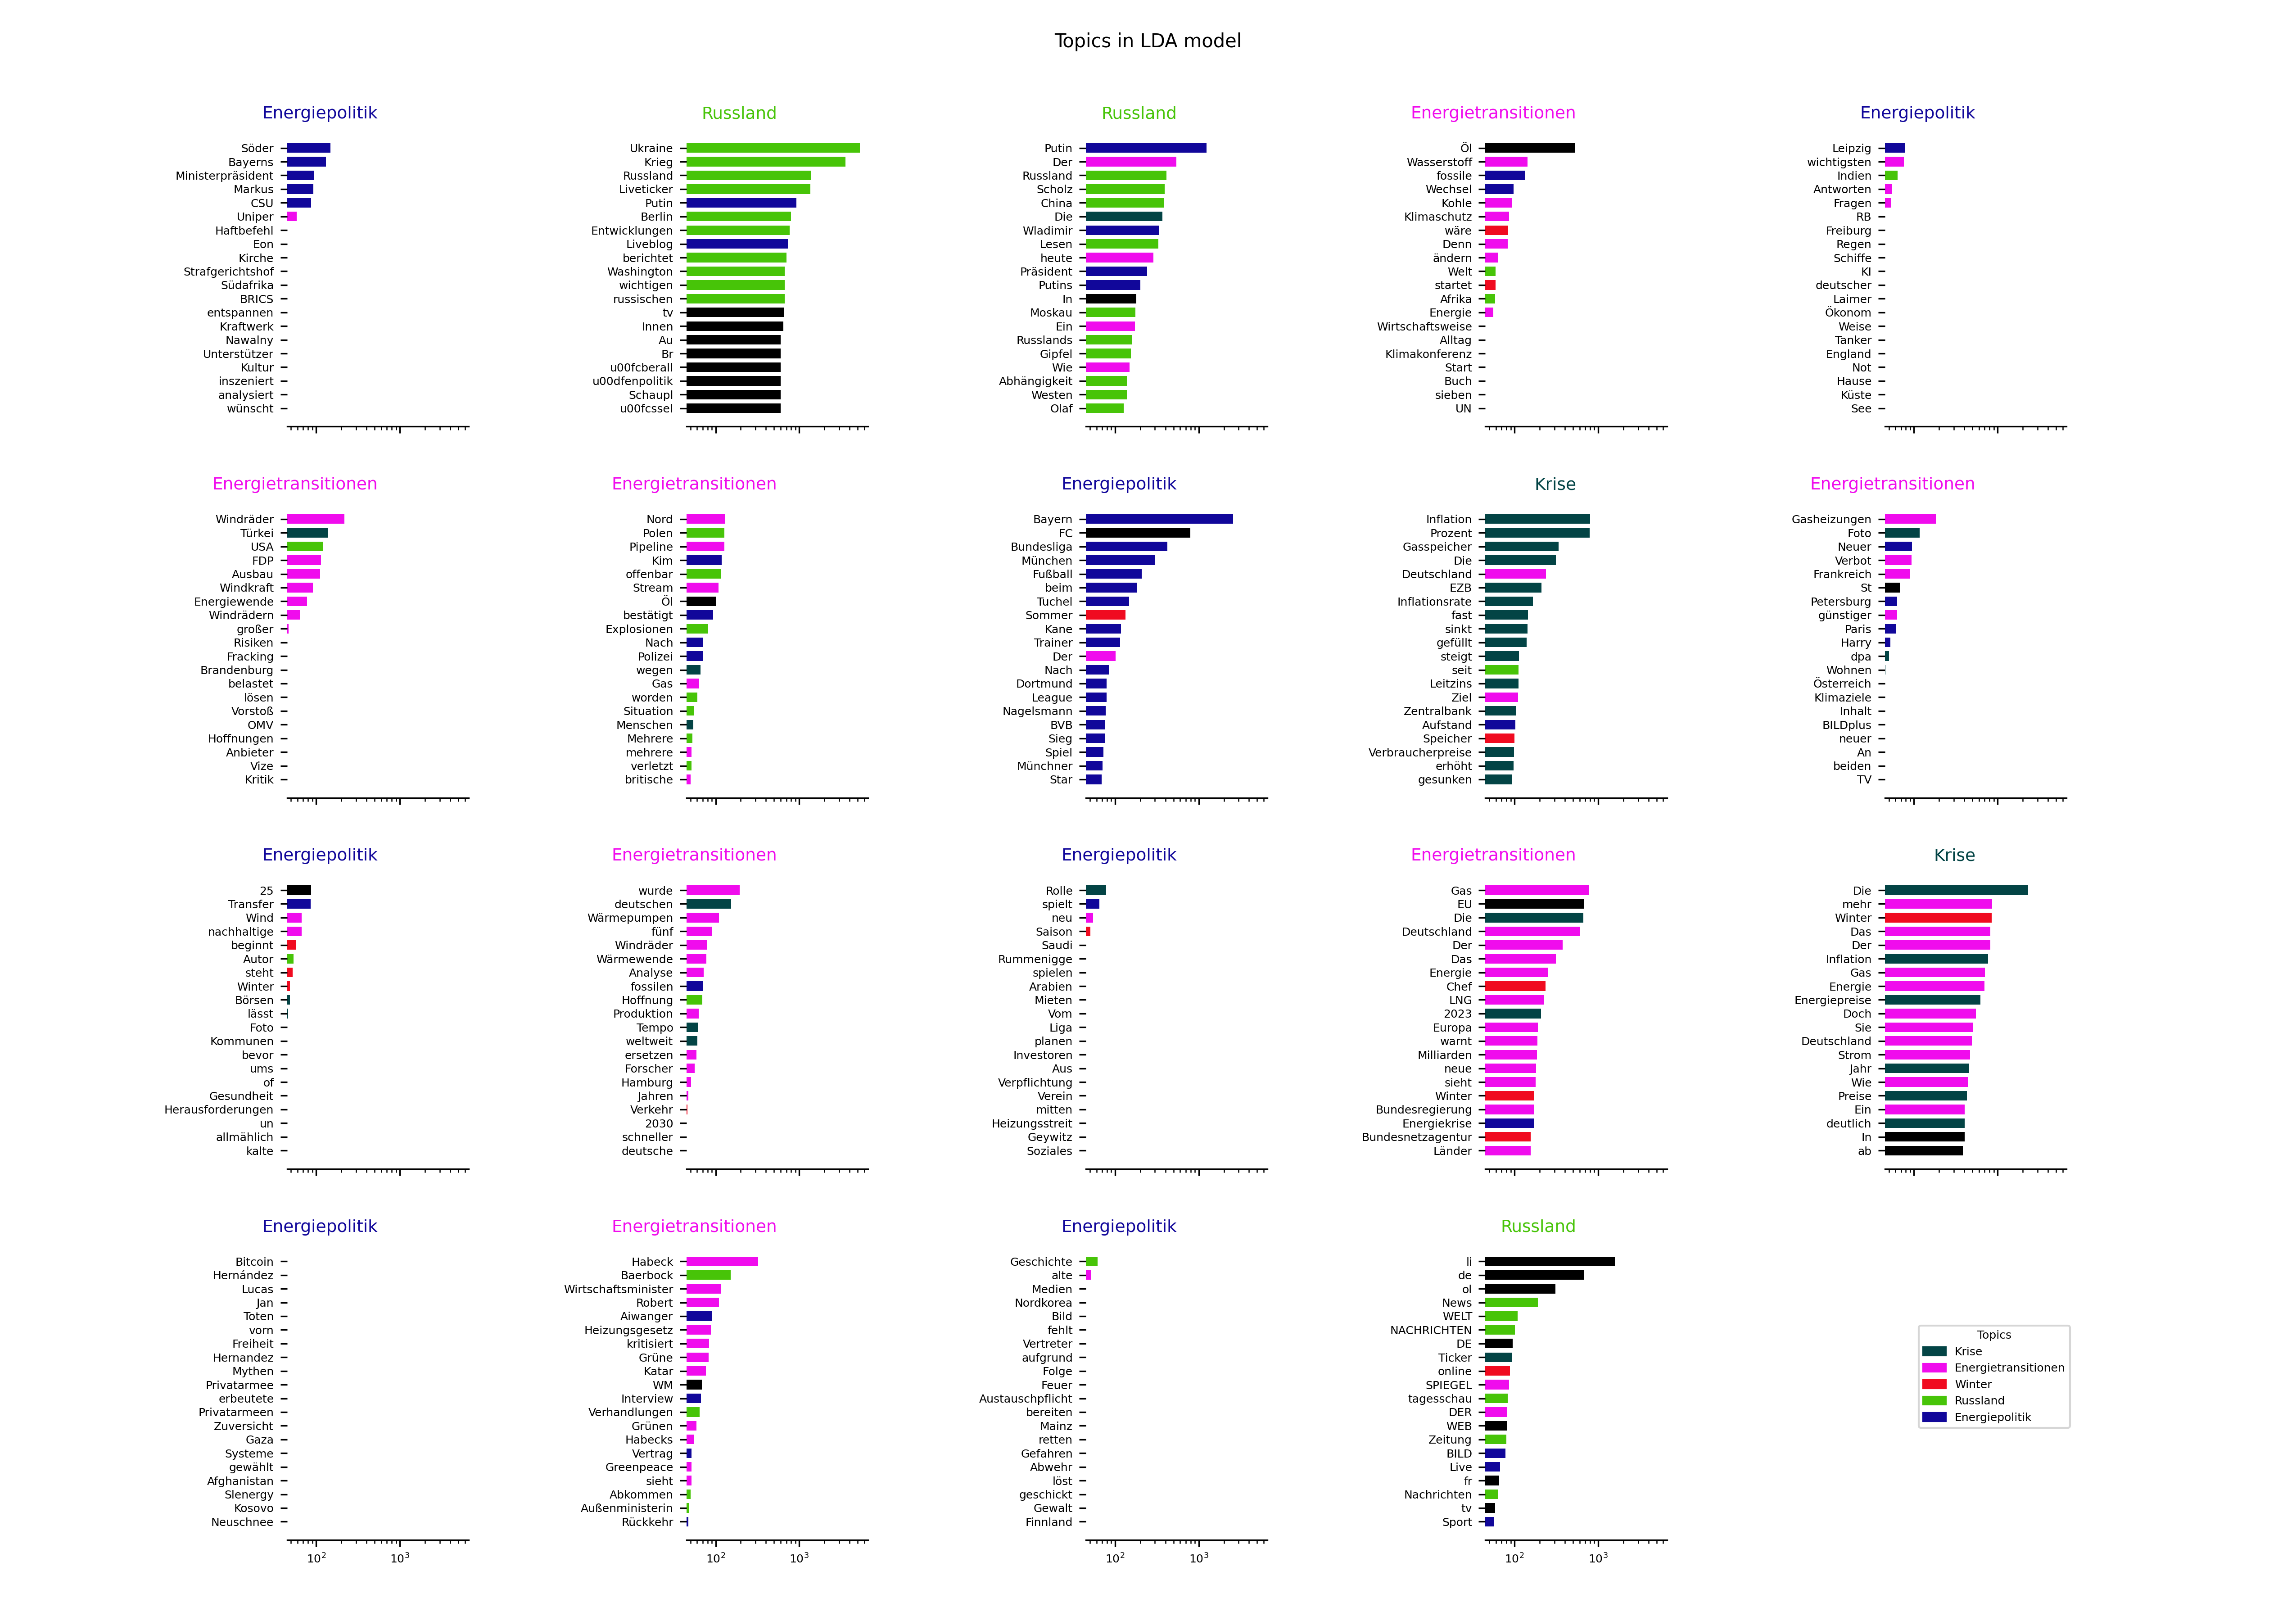 Topics in LDA model
Energiepolitik
Söder
Bayerns
Ministerpräsident
Markus
CSU
Uniper
Haftbefehl
Eon
Kirche
Strafgerichtshof
Südafrika
BRICS
entspannen
Kraftwerk
Nawalny
Unterstützer
Kultur
inszeniert
analysiert
wünscht
Russland
Ukraine
Krieg
Russland
Liveticker
Putin
Berlin
Entwicklungen
Liveblog
berichtet
Washington
wichtigen
russischen
tv
Innen
Au
Br
u00fcberall
u00dfenpolitik
Schaupl
u00fcssel
Russland
Putin
Der
Russland
Scholz
China
Die
Wladimir
Lesen
heute
Präsident
Putins
In
Moskau
Ein
Russlands
Gipfel
Wie
Abhängigkeit
Westen
Olaf
Energietransitionen
Öl
Wasserstoff
fossile
Wechsel
Kohle
Klimaschutz
wäre
Denn
ändern
Welt
startet
Afrika
Energie
Wirtschaftsweise
Alltag
Klimakonferenz
Start
Buch
sieben
UN
Energiepolitik
Leipzig
wichtigsten
Indien
Antworten
Fragen
RB
Freiburg
Regen
Schiffe
KI
deutscher
Laimer
Ökonom
Weise
Tanker
England
Not
Hause
Küste
See
Energietransitionen
Windräder
Türkei
USA
FDP
Ausbau
Windkraft
Energiewende
Windrädern
großer
Risiken
Fracking
Brandenburg
belastet
lösen
Vorstoß
OMV
Hoffnungen
Anbieter
Vize
Kritik
Energietransitionen
Nord
Polen
Pipeline
Kim
offenbar
Stream
Öl
bestätigt
Explosionen
Nach
Polizei
wegen
Gas
worden
Situation
Menschen
Mehrere
mehrere
verletzt
britische
Energiepolitik
Bayern
FC
Bundesliga
München
Fußball
beim
Tuchel
Sommer
Kane
Trainer
Der
Nach
Dortmund
League
Nagelsmann
BVB
Sieg
Spiel
Münchner
Star
Krise
Inflation
Prozent
Gasspeicher
Die
Deutschland
EZB
Inflationsrate
fast
sinkt
gefüllt
steigt
seit
Leitzins
Ziel
Zentralbank
Aufstand
Speicher
Verbraucherpreise
erhöht
gesunken
Energietransitionen
Gasheizungen
Foto
Neuer
Verbot
Frankreich
St
Petersburg
günstiger
Paris
Harry
dpa
Wohnen
Österreich
Klimaziele
Inhalt
BILDplus
neuer
An
beiden
TV
Energiepolitik
25
Transfer
Wind
nachhaltige
beginnt
Autor
steht
Winter
Börsen
lässt
Foto
Kommunen
bevor
ums
of
Gesundheit
Herausforderungen
un
allmählich
kalte
Energietransitionen
wurde
deutschen
Wärmepumpen
fünf
Windräder
Wärmewende
Analyse
fossilen
Hoffnung
Produktion
Tempo
weltweit
ersetzen
Forscher
Hamburg
Jahren
Verkehr
2030
schneller
deutsche
Energiepolitik
Rolle
spielt
neu
Saison
Saudi
Rummenigge
spielen
Arabien
Mieten
Vom
Liga
planen
Investoren
Aus
Verpflichtung
Verein
mitten
Heizungsstreit
Geywitz
Soziales
Energietransitionen
Gas
EU
Die
Deutschland
Der
Das
Energie
Chef
LNG
2023
Europa
warnt
Milliarden
neue
sieht
Winter
Bundesregierung
Energiekrise
Bundesnetzagentur
Länder
Krise
Die
mehr
Winter
Das
Der
Inflation
Gas
Energie
Energiepreise
Doch
Sie
Deutschland
Strom
Jahr
Wie
Preise
Ein
deutlich
In
ab
Energiepolitik
Bitcoin
Hernández
Lucas
Jan
Toten
vorn
Freiheit
Hernandez
Mythen
Privatarmee
erbeutete
Privatarmeen
Zuversicht
Gaza
Systeme
gewählt
Afghanistan
Slenergy
Kosovo
Neuschnee
10² 10³
Energietransitionen
Habeck
Baerbock
Wirtschaftsminister
Robert
Aiwanger
Heizungsgesetz
kritisiert
Grüne
Katar
WM
Interview
Verhandlungen
Grünen
Habecks
Vertrag
Greenpeace
sieht
Abkommen
Außenministerin
Rückkehr
10² 10³
Energiepolitik
Geschichte
alte
Medien
Nordkorea
Bild
fehlt
Vertreter
aufgrund
Folge
Feuer
Austauschpflicht
bereiten
Mainz
retten
Gefahren
Abwehr
löst
geschickt
Gewalt
Finnland
10² 10³
Russland
li
de
ol
News
WELT
NACHRICHTEN
DE
Ticker
online
SPIEGEL
tagesschau
DER
WEB
Zeitung
BILD
Live
fr
Nachrichten
tv
Sport
10² 10³
Topics
Krise
Energietransitionen
Winter
Russland
Energiepolitik